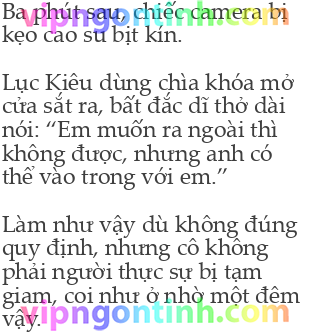 Ba phút sau, chiếc camera bị
kẹo cao su bịt kín.
Lục Kiêu dùng chìa khóa mở
cửa sắt ra, bất đắc dĩ thở dài
nói: “Em muốn ra ngoài thì
không được, nhưng anh có
thể vào trong với em.”
Làm như vậy dù không đúng
quy định, nhưng cô không
phải người thực sự bị tạm
giam, coi như ở nhờ một đêm
vậy.
vipngontinh.com
vipngontinh.com